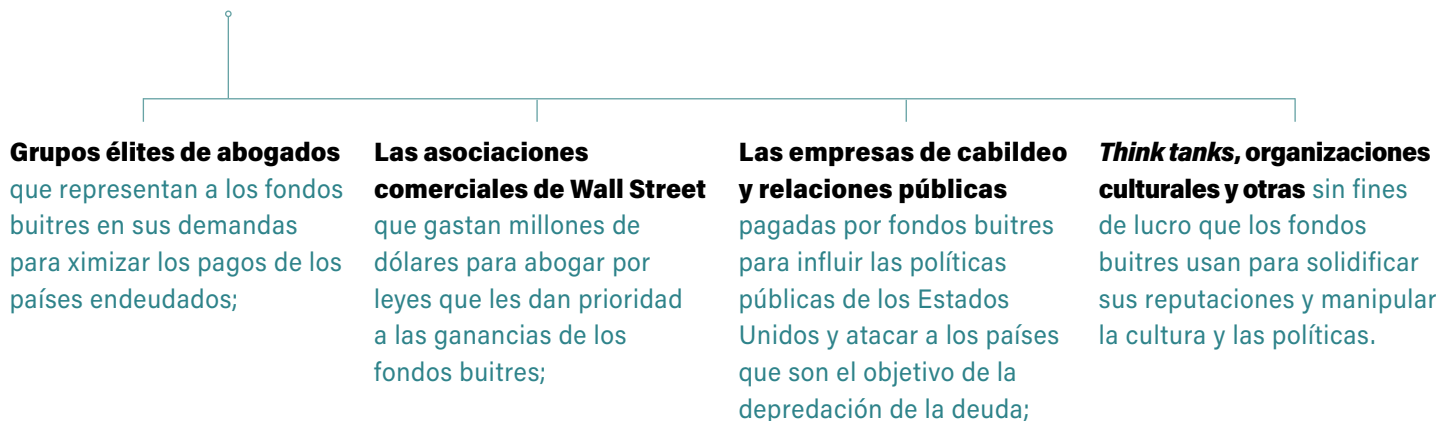 Grupos élites de abogados
que representan a los fondos
buitres en sus demandas
para ximizar los pagos de los
países endeudados;
Las asociaciones
comerciales de Wall Street
que gastan millones de
dólares para abogar por
leyes que les dan prioridad
a las ganancias de los
fondos buitres;
Las empresas de cabildeo
y relaciones públicas
pagadas por fondos buitres
para influir las políticas
públicas de los Estados
Unidos y atacar a los países
que son el objetivo de la
depredación de la deuda;
Think tanks, organizaciones
culturales y otras sin fines
de lucro que los fondos
buitres usan para solidificar
sus reputaciones y manipular
la cultura y las políticas.